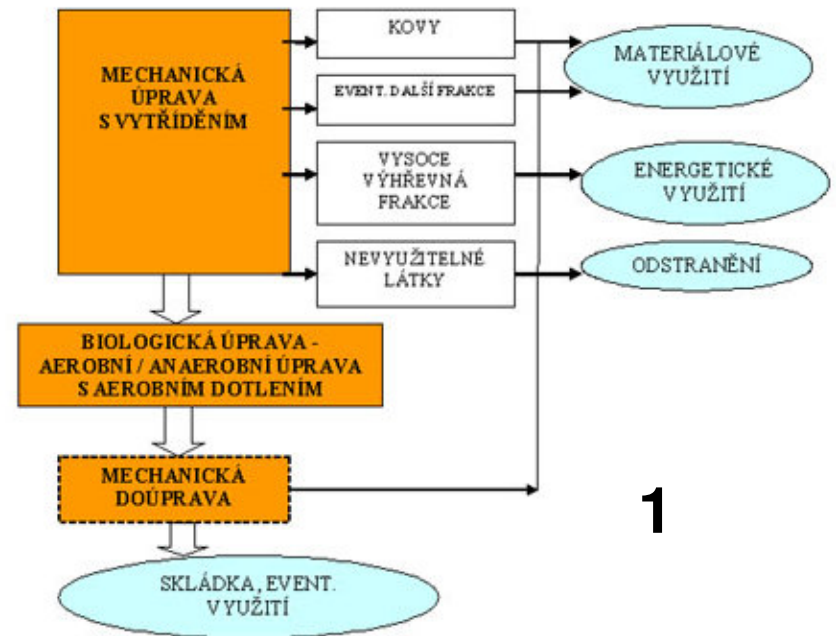 MECHANICKÁ
ÚPRAVA
S VYTŘÍDĚNÍM
KOVY
EVENT. DALŠÍ FRAKCE
VYSOCE
VÝHŘEVNÁ
FRAKCE
NEVYUŽITELNÉ
LÁTKY
MATERIÁLOVÉ
VYUŽITÍ
ENERGETICKÉ
VYUŽITÍ
ODSTRANĚNÍ
BIOLOGICKÁ ÚPRAVA -
AEROBNÍ / ANAEROBNÍ ÚPRAVA
S AEROBNÍM DOTLENÍM
MECHANICKÁ
DOÚPRAVA
1
SKLÁDKA, EVENT.
VYUŽITÍ